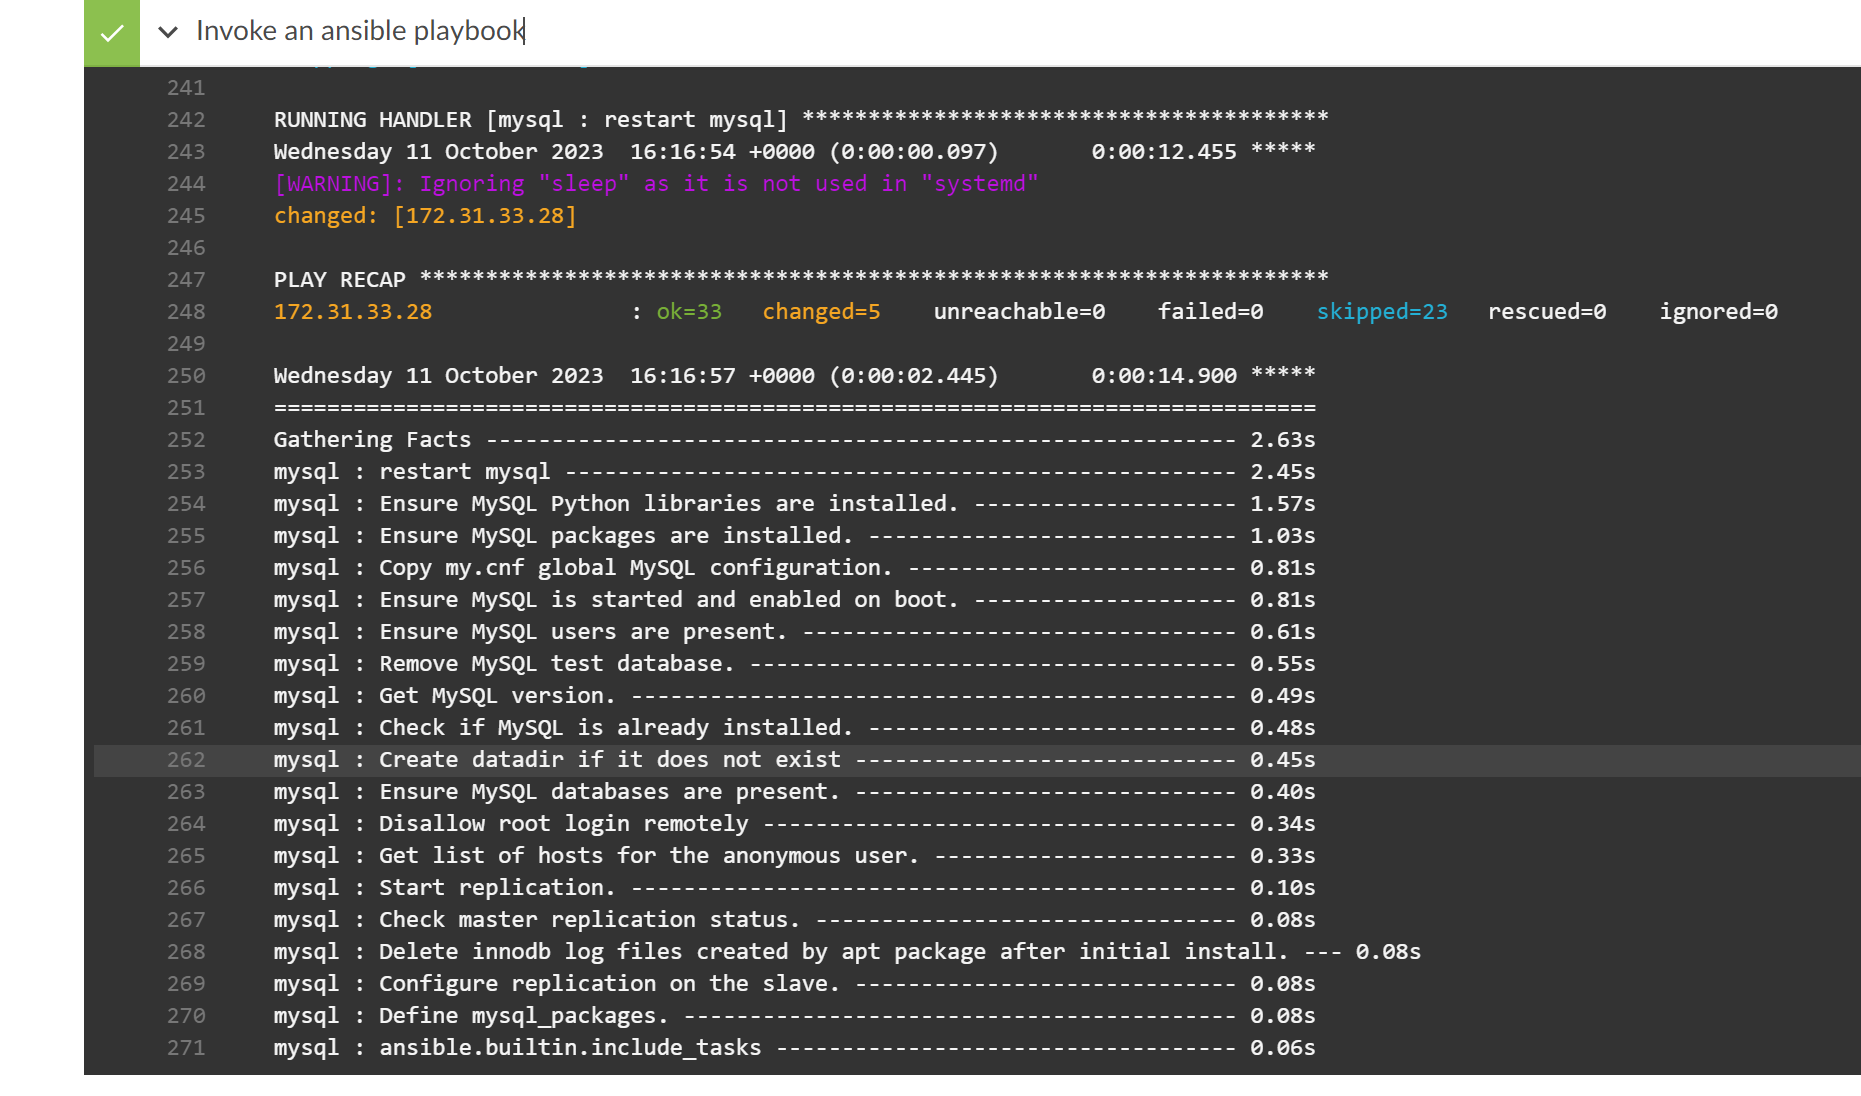 Invoke an ansible playbook
241
242 RUNNING HANDLER [mysql : restart mysql] ****************************************
243 Wednesday 11 October 2023  16:16:54 +0000 (0:00:00.097)       0:00:12.455 *****
244 [WARNING]: Ignoring "sleep" as it is not used in "systemd"
245 changed: [172.31.33.28]
246
247 PLAY RECAP *********************************************************************
248 172.31.33.28               : ok=33   changed=5    unreachable=0    failed=0    skipped=23   rescued=0    ignored=0
249
250 Wednesday 11 October 2023  16:16:57 +0000 (0:00:02.445)       0:00:14.900 *****
251 ===============================================================================
252 Gathering Facts --------------------------------------------------------- 2.63s
253 mysql : restart mysql --------------------------------------------------- 2.45s
254 mysql : Ensure MySQL Python libraries are installed. -------------------- 1.57s
255 mysql : Ensure MySQL packages are installed. ---------------------------- 1.03s
256 mysql : Copy my.cnf global MySQL configuration. ------------------------- 0.81s
257 mysql : Ensure MySQL is started and enabled on boot. -------------------- 0.81s
258 mysql : Ensure MySQL users are present. --------------------------------- 0.61s
259 mysql : Remove MySQL test database. ------------------------------------- 0.55s
260 mysql : Get MySQL version. ---------------------------------------------- 0.49s
261 mysql : Check if MySQL is already installed. ---------------------------- 0.48s
262 mysql : Create datadir if it does not exist ----------------------------- 0.45s
263 mysql : Ensure MySQL databases are present. ----------------------------- 0.40s
264 mysql : Disallow root login remotely ------------------------------------ 0.34s
265 mysql : Get list of hosts for the anonymous user. ----------------------- 0.33s
266 mysql : Start replication. ---------------------------------------------- 0.10s
267 mysql : Check master replication status. -------------------------------- 0.08s
268 mysql : Delete innodb log files created by apt package after initial install. --- 0.08s
269 mysql : Configure replication on the slave. ----------------------------- 0.08s
270 mysql : Define mysql_packages. ------------------------------------------ 0.08s
271 mysql : ansible.builtin.include_tasks ----------------------------------- 0.06s